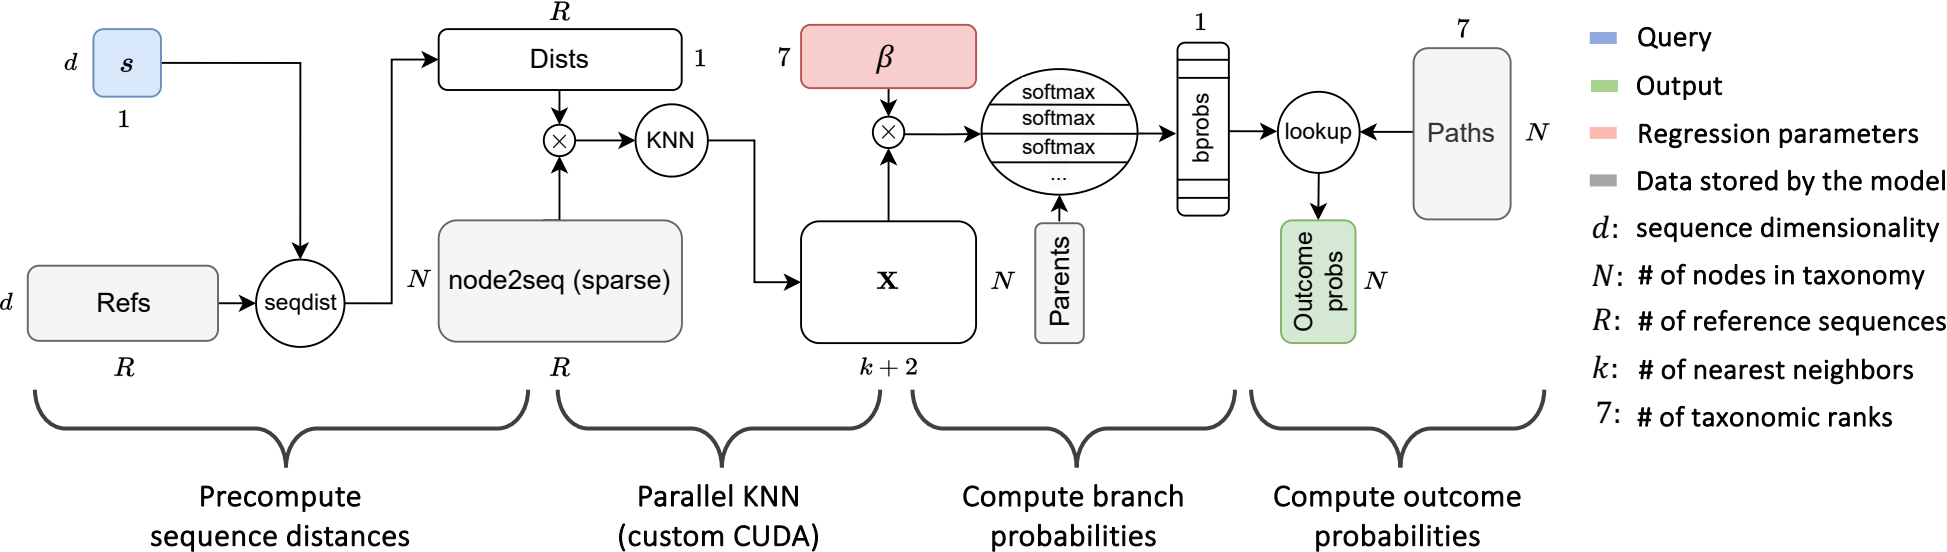 d
s
1
Refs
d
R
seqdist
R
Dists
1
×
KNN
N
node2seq (sparse)
R
7
β
×
X
N
k + 2
softmax
softmax
softmax
...
Parents
1
bprobs
lookup
7
Paths
N
Outcome
probs
N
Precompute
sequence distances
Parallel KNN
(custom CUDA)
Compute branch
probabilities
Compute outcome
probabilities
Query
Output
Regression parameters
Data stored by the model
d: sequence dimensionality
N: # of nodes in taxonomy
R: # of reference sequences
k: # of nearest neighbors
7: # of taxonomic ranks